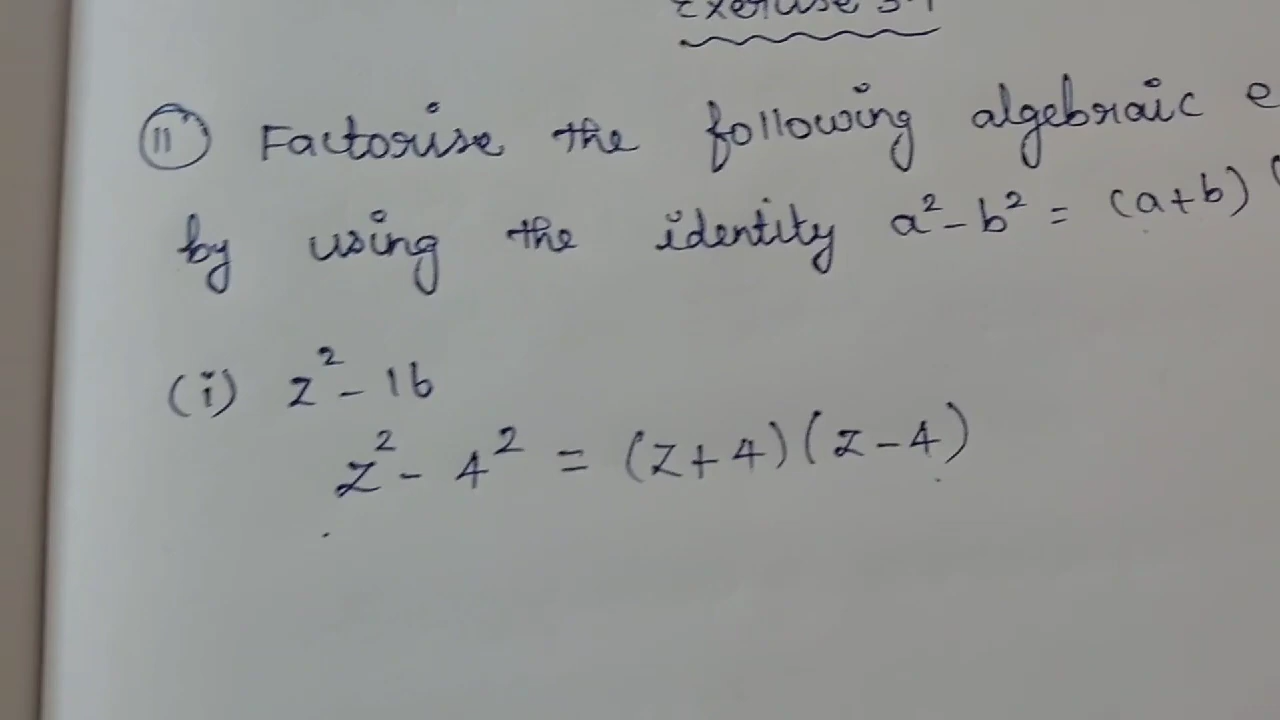 Exercise 3.1
(11) Factorise the following algebraic e
by using the identity a² - b² = (a+b) (
(i) z² - 16
z² - 4² = (z+4)(z-4)